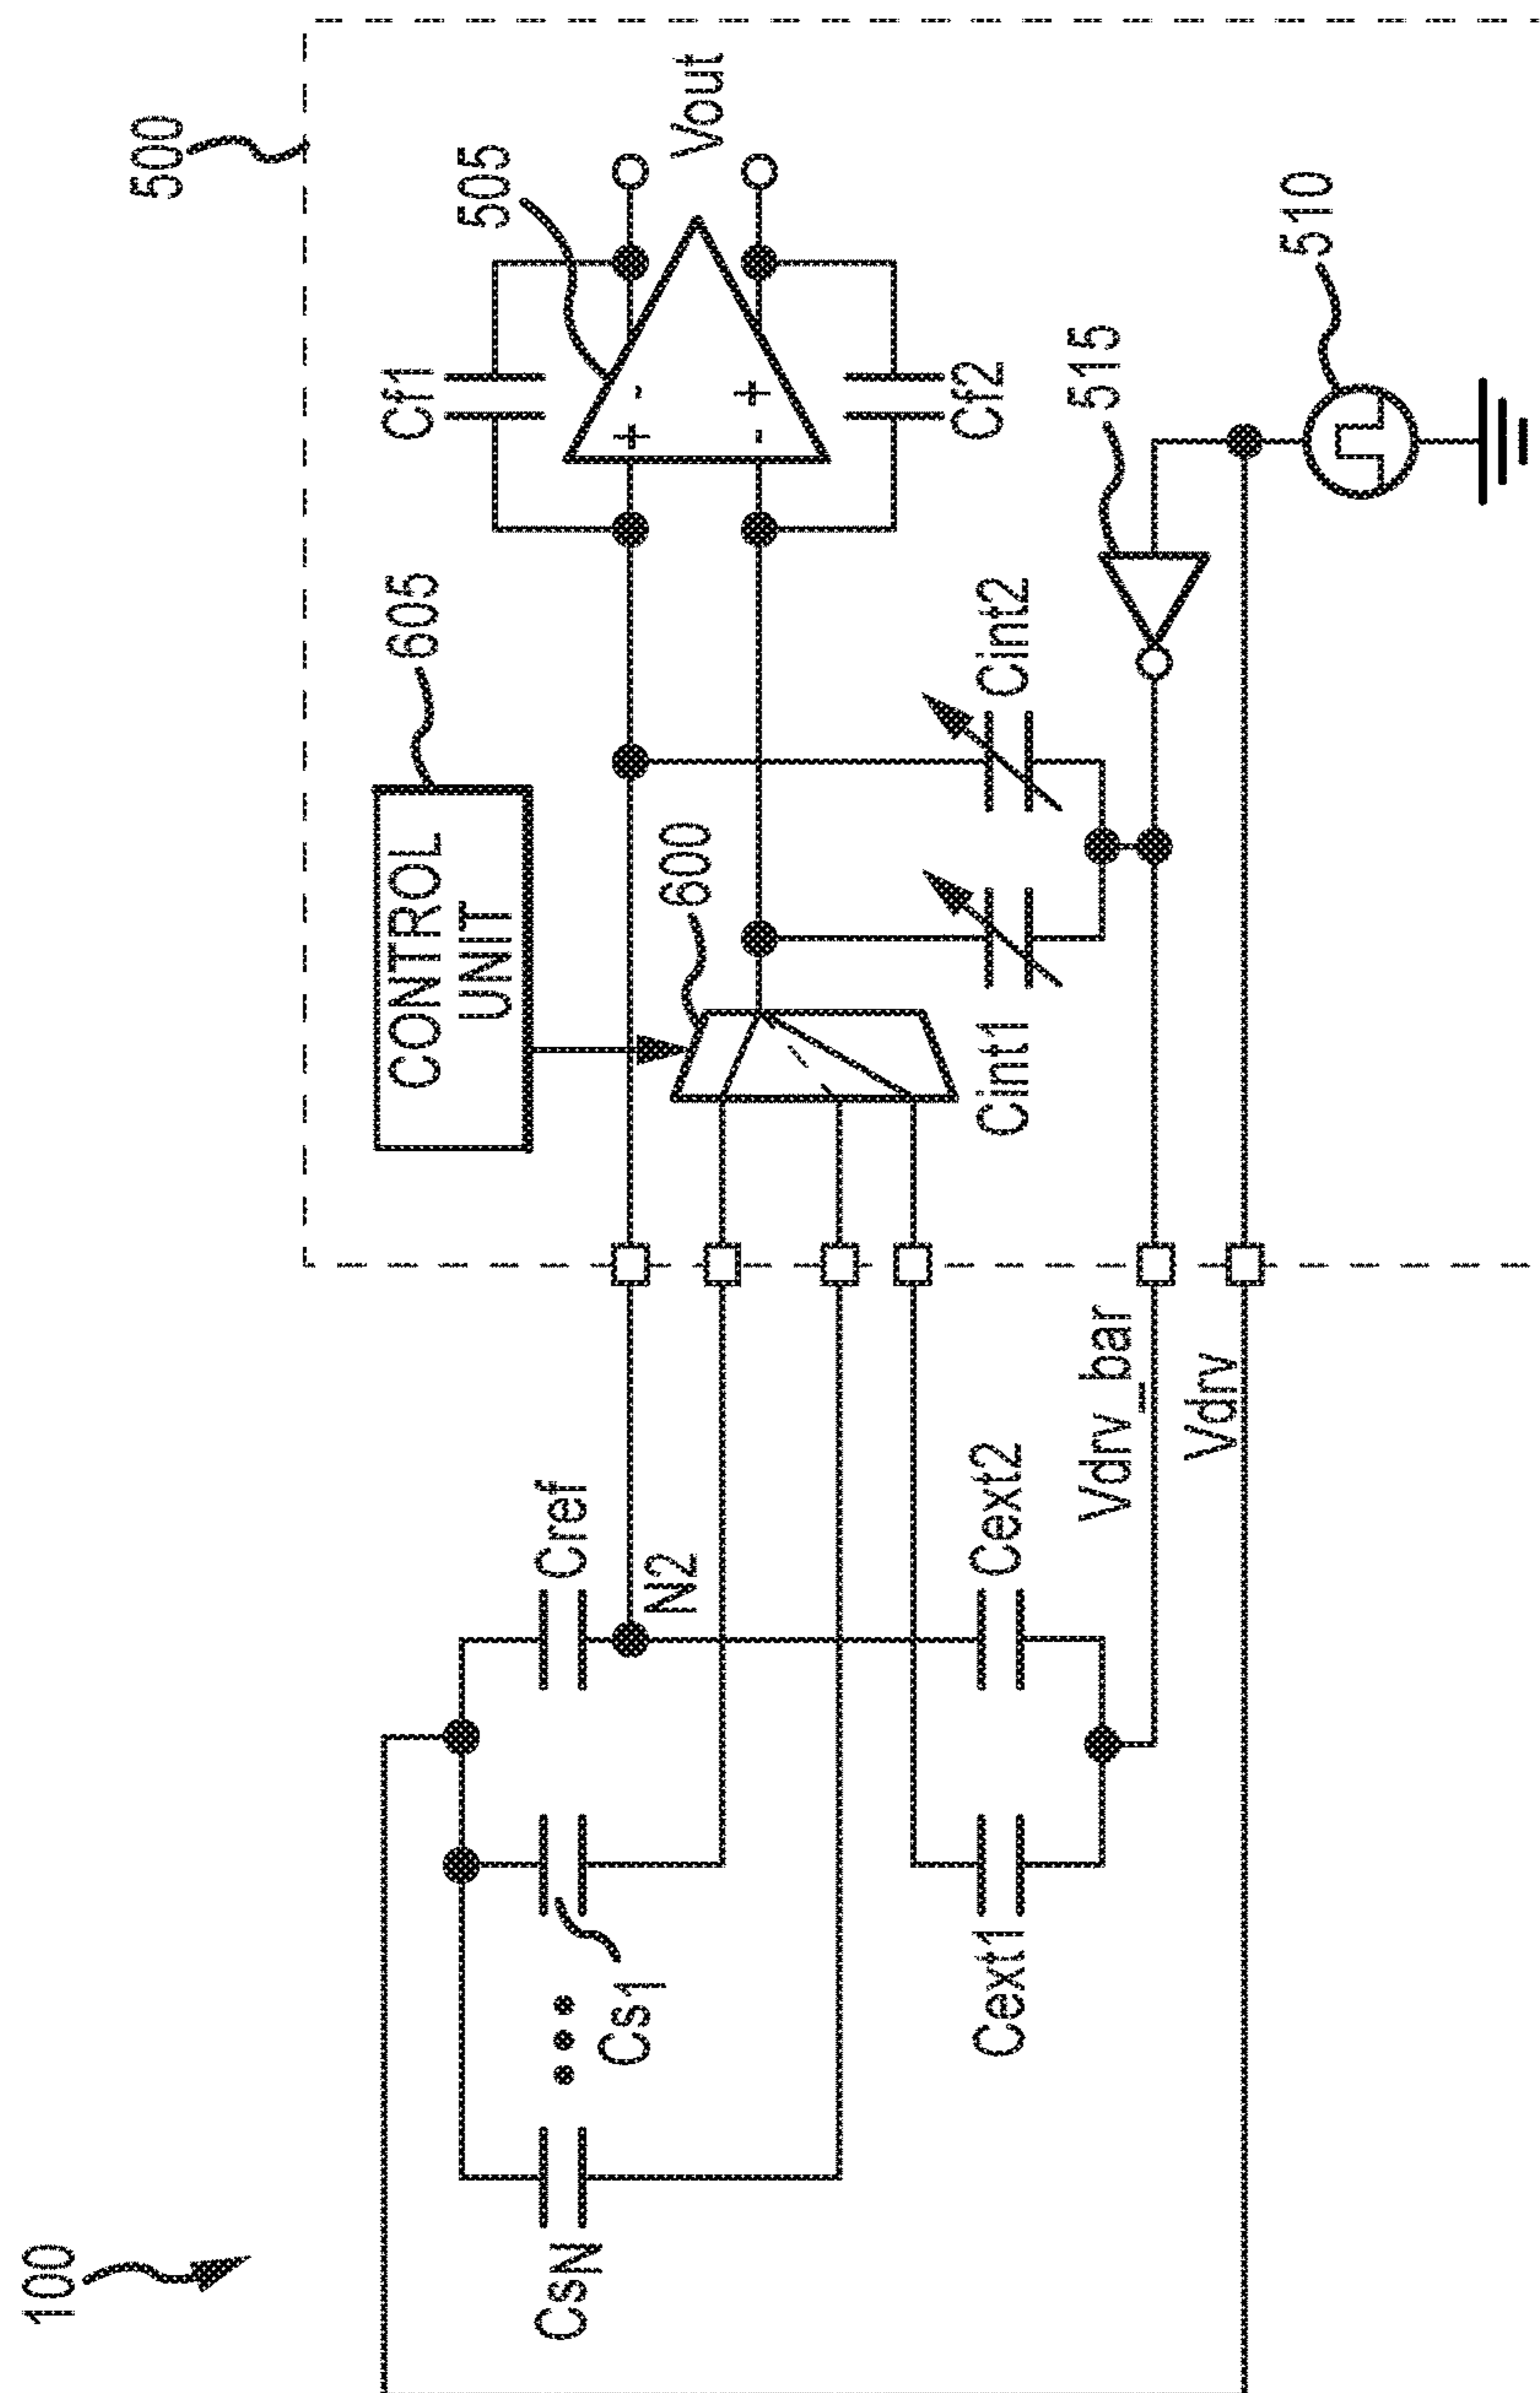 100
500
CONTROL
UNIT
605
Cf1
505
Vout
CsN
Cs1
Cref
N2
600
+
-
-
+
Cf2
Cext1
Cext2
Cint1
Cint2
515
510
Vdrv_bar
Vdrv